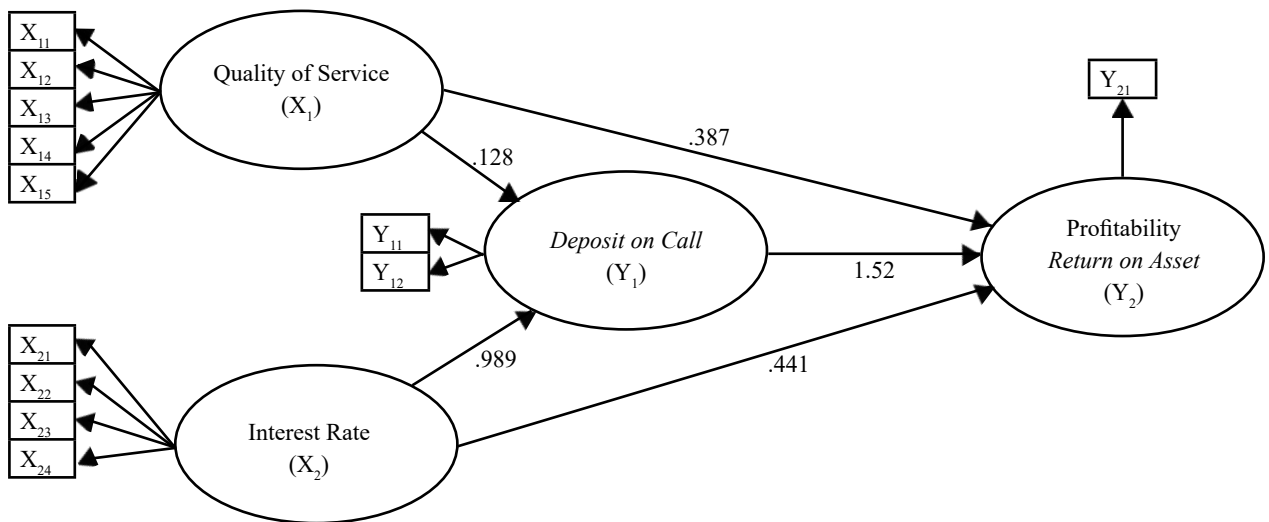 X₁₁
X₁₂
X₁₃
X₁₄
X₁₅
Quality of Service
(X₁)
.387
.128
Y₂₁
Y₁₁
Y₁₂
Deposit on Call
(Y₁)
1.52
Profitability
Return on Asset
(Y₂)
X₂₁
X₂₂
X₂₃
X₂₄
Interest Rate
(X₂)
.989
.441